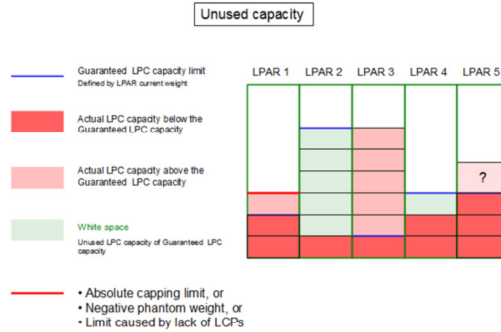 Unused capacity
LPAR 1 LPAR 2 LPAR 3 LPAR 4 LPAR 5
Guaranteed LPC capacity limit
Defined by LPAR current weight
Actual LPC capacity below the
Guaranteed LPC capacity
Actual LPC capacity above the
Guaranteed LPC capacity
?
White space
Unused LPC capacity of Guaranteed LPC
capacity
• Absolute capping limit, or
• Negative phantom weight, or
• Limit caused by lack of LCPs